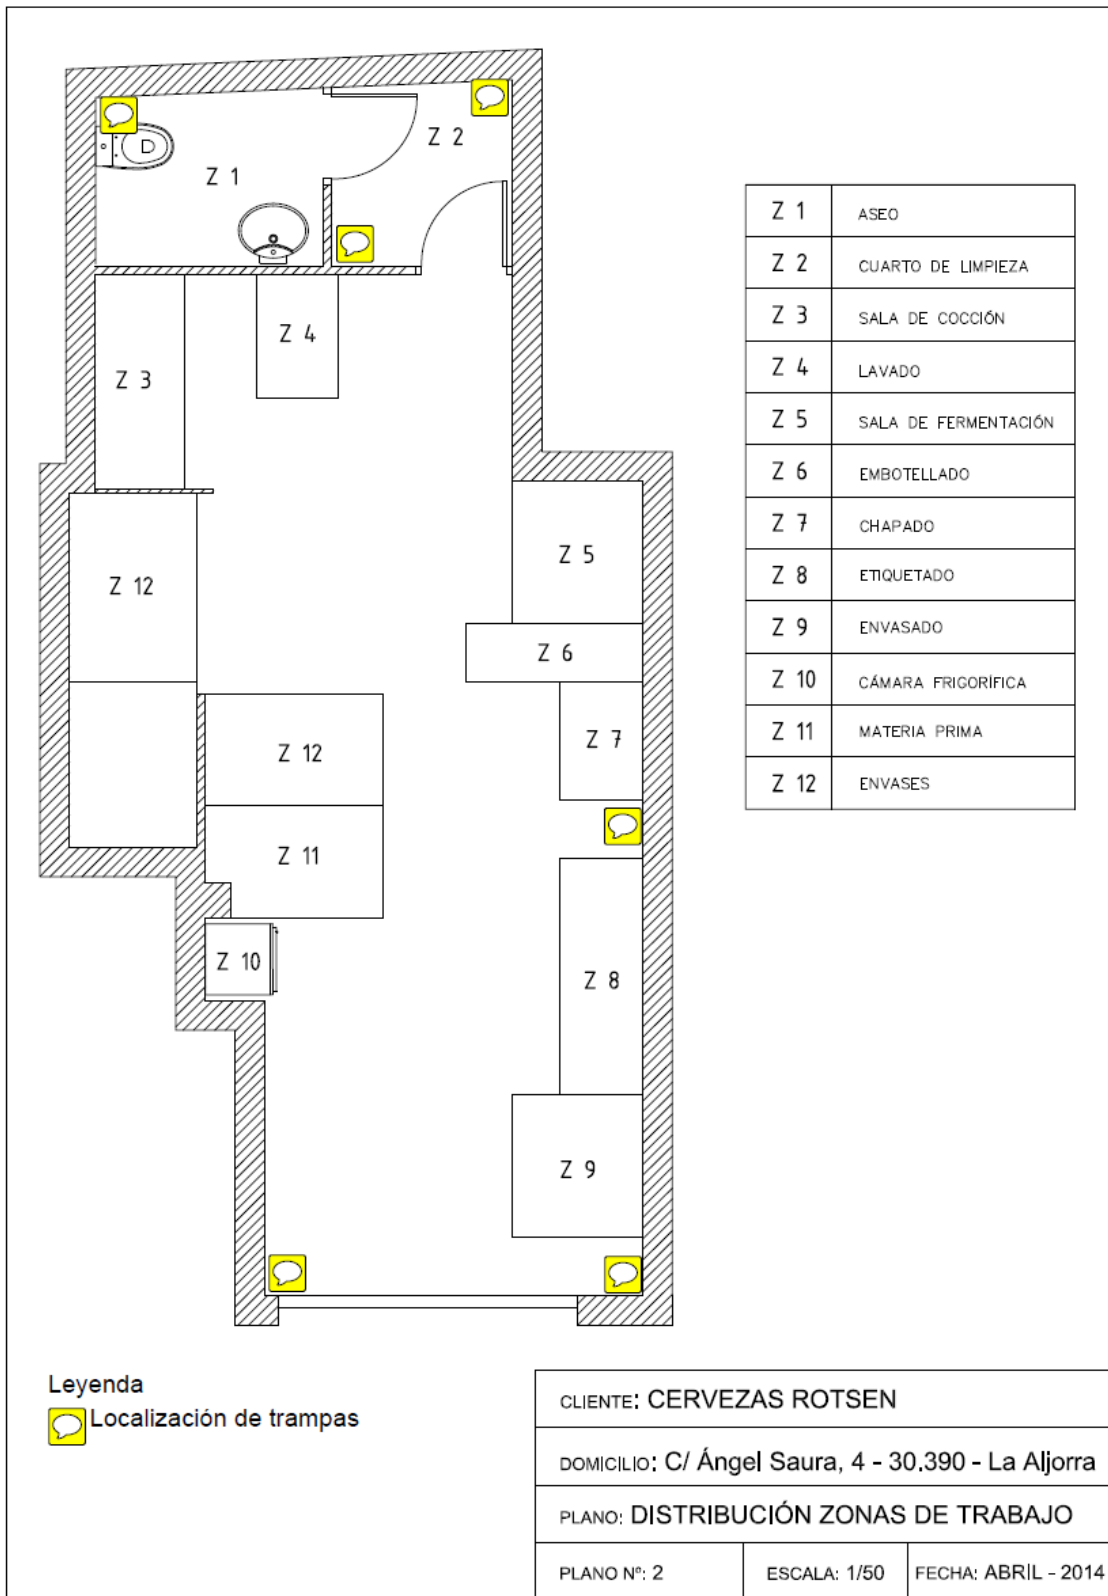 Z 1
Z 2
Z 4
Z 3
Z 5
Z 12
Z 6
Z 7
Z 12
Z 11
Z 10
Z 8
Z 9
Z 1 ASEO
Z 2 CUARTO DE LIMPIEZA
Z 3 SALA DE COCCIÓN
Z 4 LAVADO
Z 5 SALA DE FERMENTACIÓN
Z 6 EMBOTELLADO
Z 7 CHAPADO
Z 8 ETIQUETADO
Z 9 ENVASADO
Z 10 CÁMARA FRIGORÍFICA
Z 11 MATERIA PRIMA
Z 12 ENVASES
Leyenda
Localización de trampas
CLIENTE: CERVEZAS ROTSEN
DOMICILIO: C/ Ángel Saura, 4 - 30.390 - La Aljorra
PLANO: DISTRIBUCIÓN ZONAS DE TRABAJO
PLANO Nº: 2 ESCALA: 1/50 FECHA: ABRIL - 2014